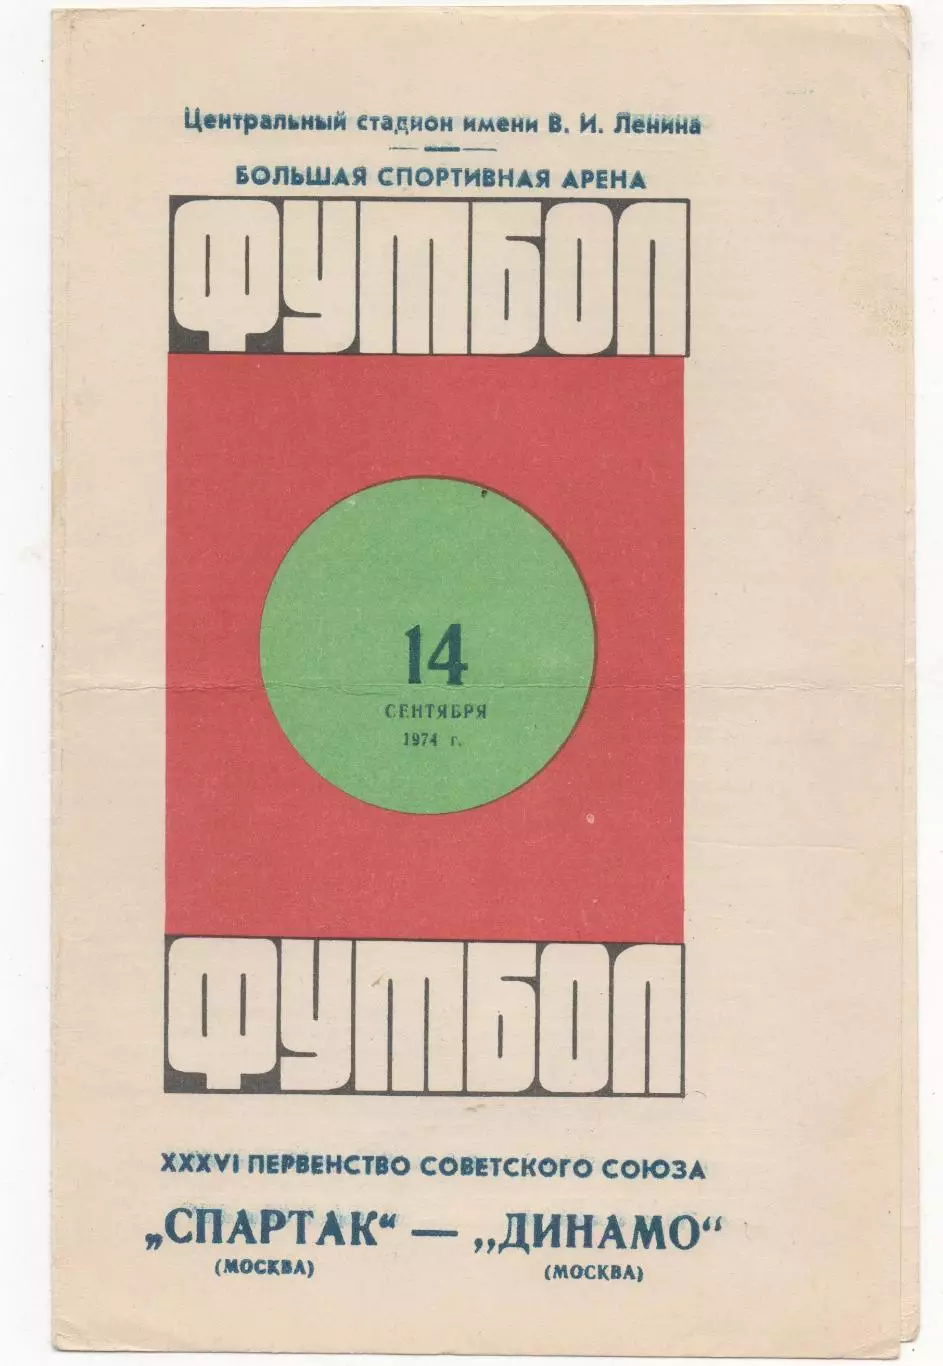 Центральный стадион имени В. И. Ленина
БОЛЬШАЯ СПОРТИВНАЯ АРЕНА
ФУТБОЛ
14
СЕНТЯБРЯ
1974 г.
ФУТБОЛ
XXXVI ПЕРВЕНСТВО СОВЕТСКОГО СОЮЗА
„СПАРТАК“ — „ДИНАМО“
(МОСКВА) (МОСКВА)